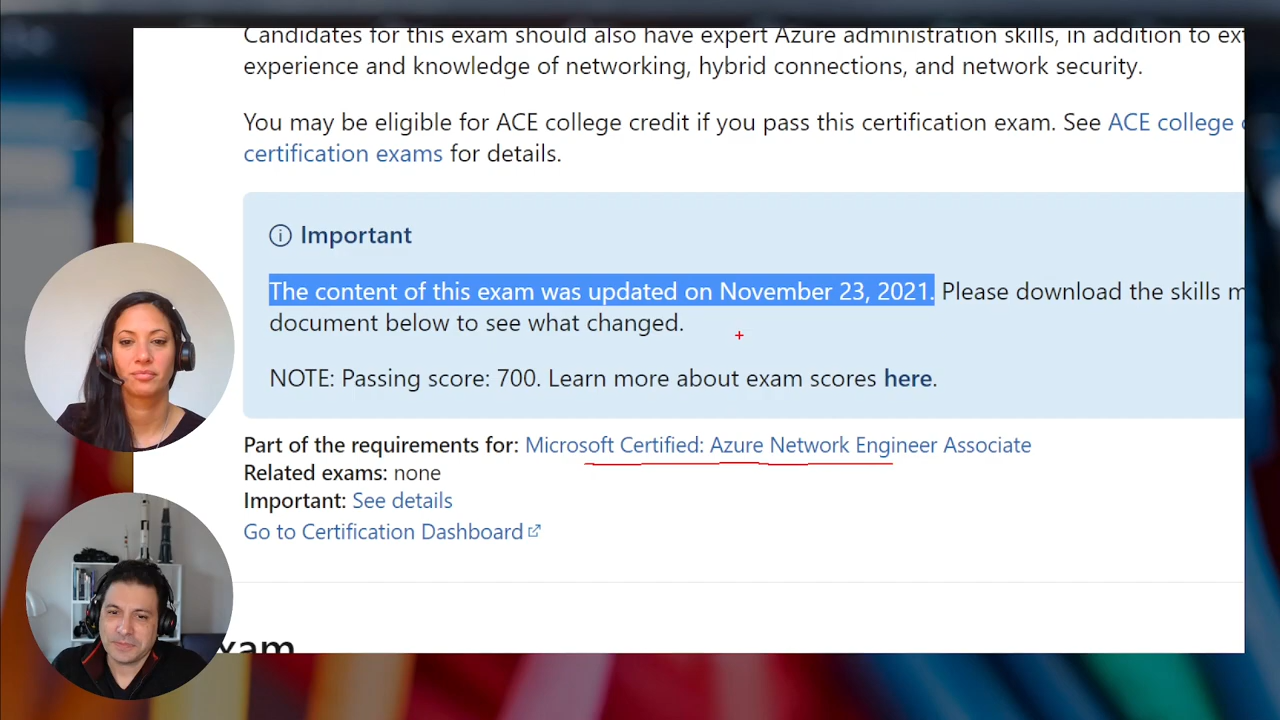 Candidates for this exam should also have expert Azure administration skills, in addition to
experience and knowledge of networking, hybrid connections, and network security.
You may be eligible for ACE college credit if you pass this certification exam. See ACE college
certification exams for details.
Important
The content of this exam was updated on November 23, 2021. Please download the skills
document below to see what changed.
NOTE: Passing score: 700. Learn more about exam scores here.
Part of the requirements for: Microsoft Certified: Azure Network Engineer Associate
Related exams: none
Important: See details
Go to Certification Dashboard